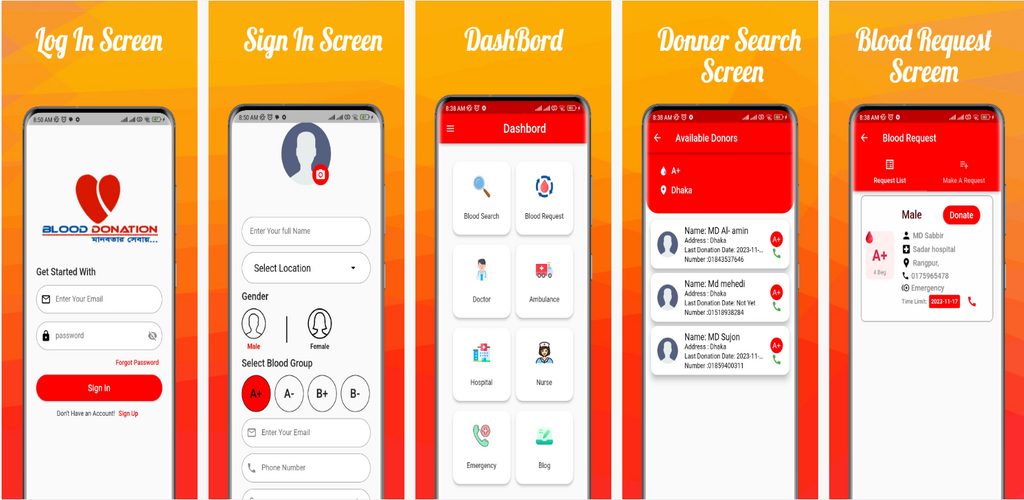 Log In Screen
8:50 AM
BLOOD DONATION
মানবতার সেবায়...
Get Started With
Enter Your Email
password
Forgot Password
Sign In
Don't Have an Account! Sign Up
Sign In Screen
8:50 AM
Enter Your full Name
Select Location
Gender
Male
Female
Select Blood Group
A+ A- B+ B-
Enter Your Email
Phone Number
DashBord
8:38 AM
Dashbord
Blood Search
Blood Request
Doctor
Ambulance
Hospital
Nurse
Emergency
Blog
Donner Search
Screen
8:38 AM
Available Donors
A+
Dhaka
Name: MD Al- amin
Address : Dhaka
A+
Last Donation Date: 2023-11-...
Number :01843537646
Name: Md mehedi
Address : Dhaka
A+
Last Donation Date: Not Yet
Number :01518938284
Name: MD Sujon
Address : Dhaka
A+
Last Donation Date: 2023-11-...
Number :01859400311
Blood Request
Screem
8:38 AM
Blood Request
Request List
Make A Request
Male
Donate
A+
4 Beg
MD Sabbir
Sadar hospital
Rangpur,
0175965478
Emergency
Time Limit: 2023-11-17